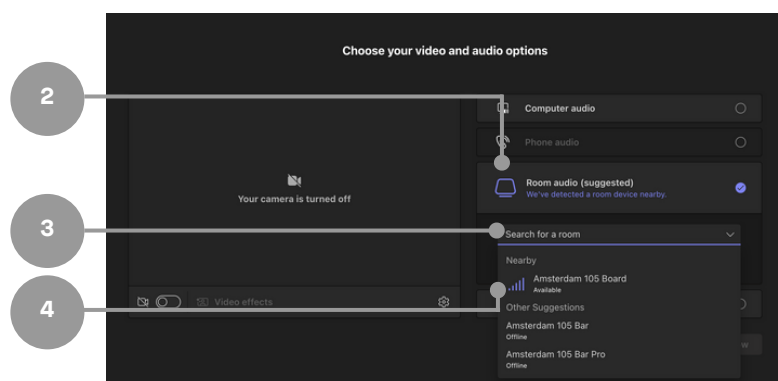 Choose your video and audio options
2
Computer audio
Phone audio
Room audio (suggested)
We've detected a room device nearby.
Your camera is turned off
3
Search for a room
Nearby
Amsterdam 105 Board
Available
4
Video effects
Other Suggestions
Amsterdam 105 Bar
Offline
Amsterdam 105 Bar Pro
Offline